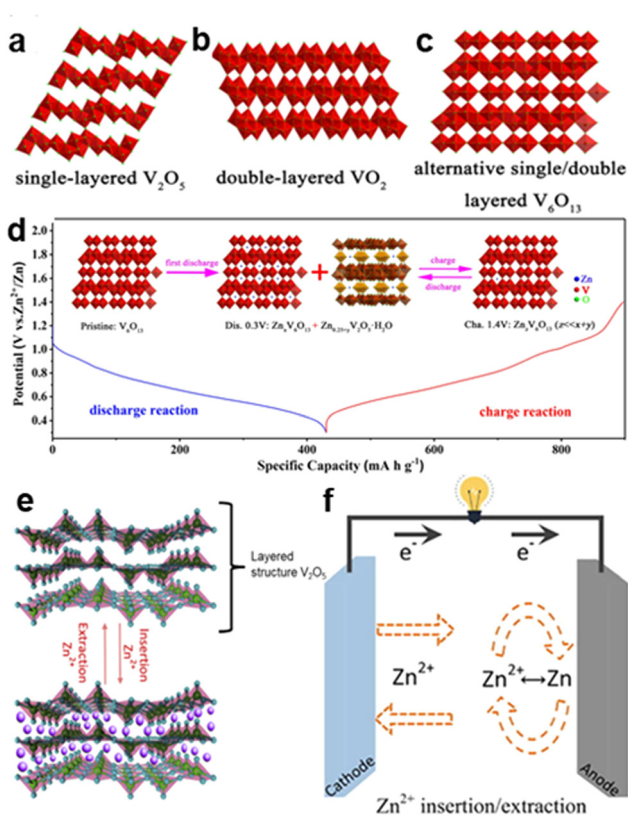 a
single-layered V₂O₅
b
double-layered VO₂
c
alternative single/double
layered V₆O₁₃
d
Potential (V vs.Zn²⁺/Zn)
2.0
1.8
1.6
1.4
1.2
1.0
0.8
0.6
0.4
first discharge
+
charge
discharge
Zn
V
O
Pristine: V₆O₁₃
Dis. 0.3V: ZnₓV₆O₁₃ + Zn₀.₂₅₊ᵧV₂O₅·H₂O
Cha. 1.4V: Zn_zV₆O₁₃ (z<<x+y)
discharge reaction
charge reaction
0
200
400
600
800
Specific Capacity (mA h g⁻¹)
e
Layered
structure V₂O₅
Extraction
Zn²⁺
Insertion
Zn²⁺
f
e⁻
e⁻
Zn²⁺
Zn²⁺↔Zn
Cathode
Anode
Zn²⁺ insertion/extraction